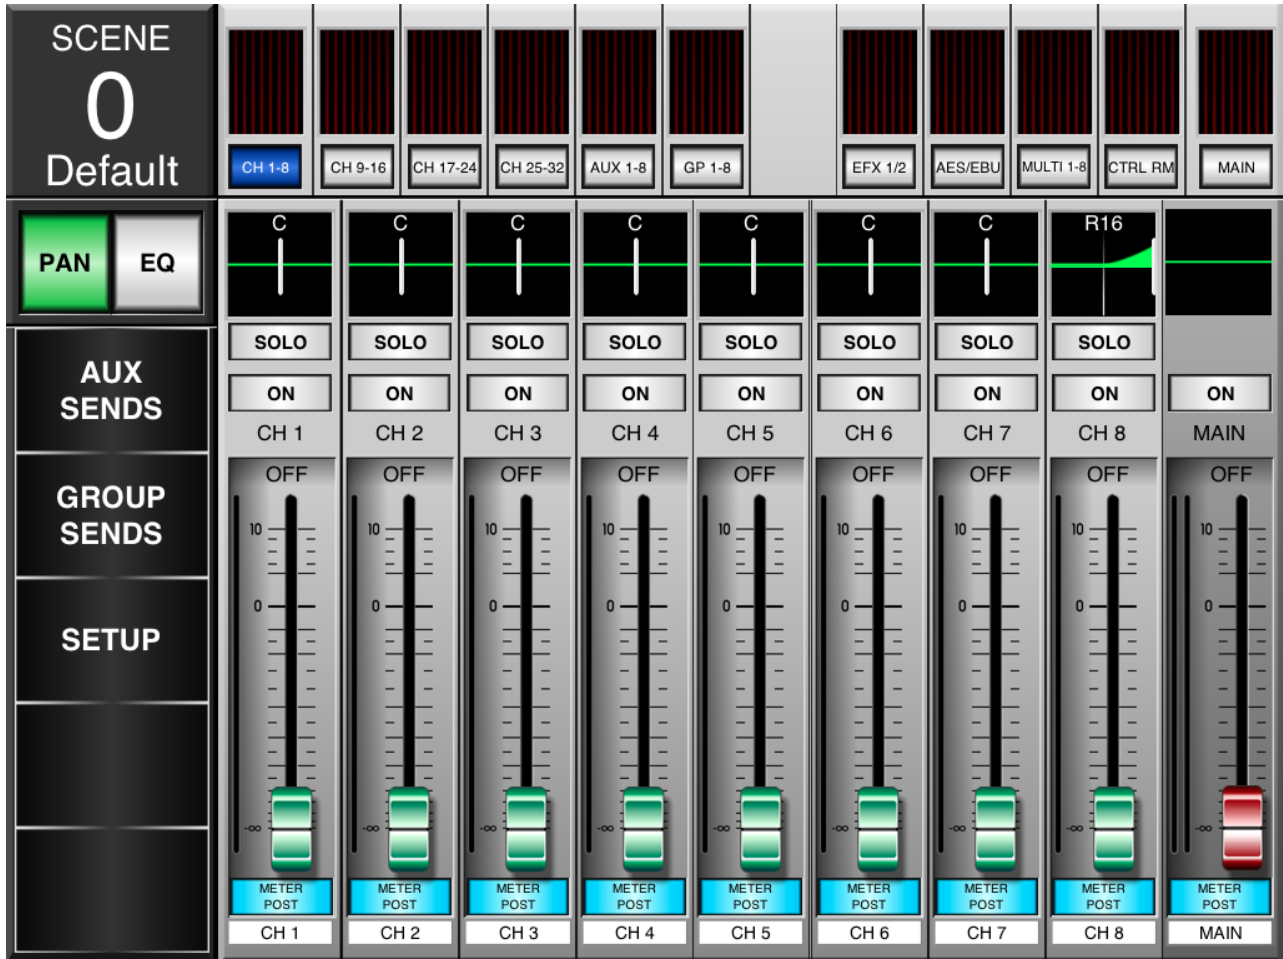 SCENE
0
Default
CH 1-8 CH 9-16 CH 17-24 CH 25-32 AUX 1-8 GP 1-8 EFX 1/2 AES/EBU MULTI 1-8 CTRL RM MAIN
PAN EQ
AUX
SENDS
GROUP
SENDS
SETUP
C C C C C C C R16
SOLO SOLO SOLO SOLO SOLO SOLO SOLO SOLO
ON ON ON ON ON ON ON ON ON
CH 1 CH 2 CH 3 CH 4 CH 5 CH 6 CH 7 CH 8 MAIN
OFF OFF OFF OFF OFF OFF OFF OFF OFF
10 10 10 10 10 10 10 10 10
0 0 0 0 0 0 0 0 0
-∞ -∞ -∞ -∞ -∞ -∞ -∞ -∞ -∞
METER METER METER METER METER METER METER METER METER
POST POST POST POST POST POST POST POST POST
CH 1 CH 2 CH 3 CH 4 CH 5 CH 6 CH 7 CH 8 MAIN